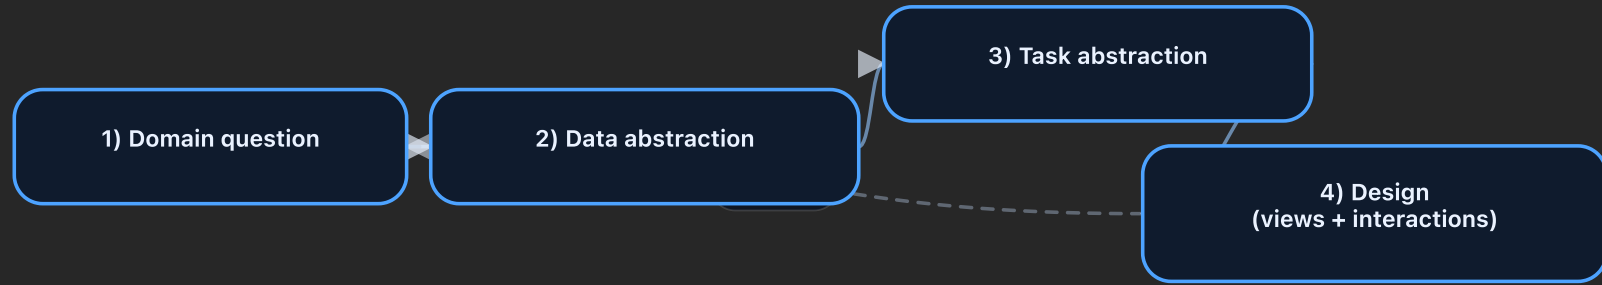 1) Domain question
2) Data abstraction
3) Task abstraction
4) Design
(views + interactions)